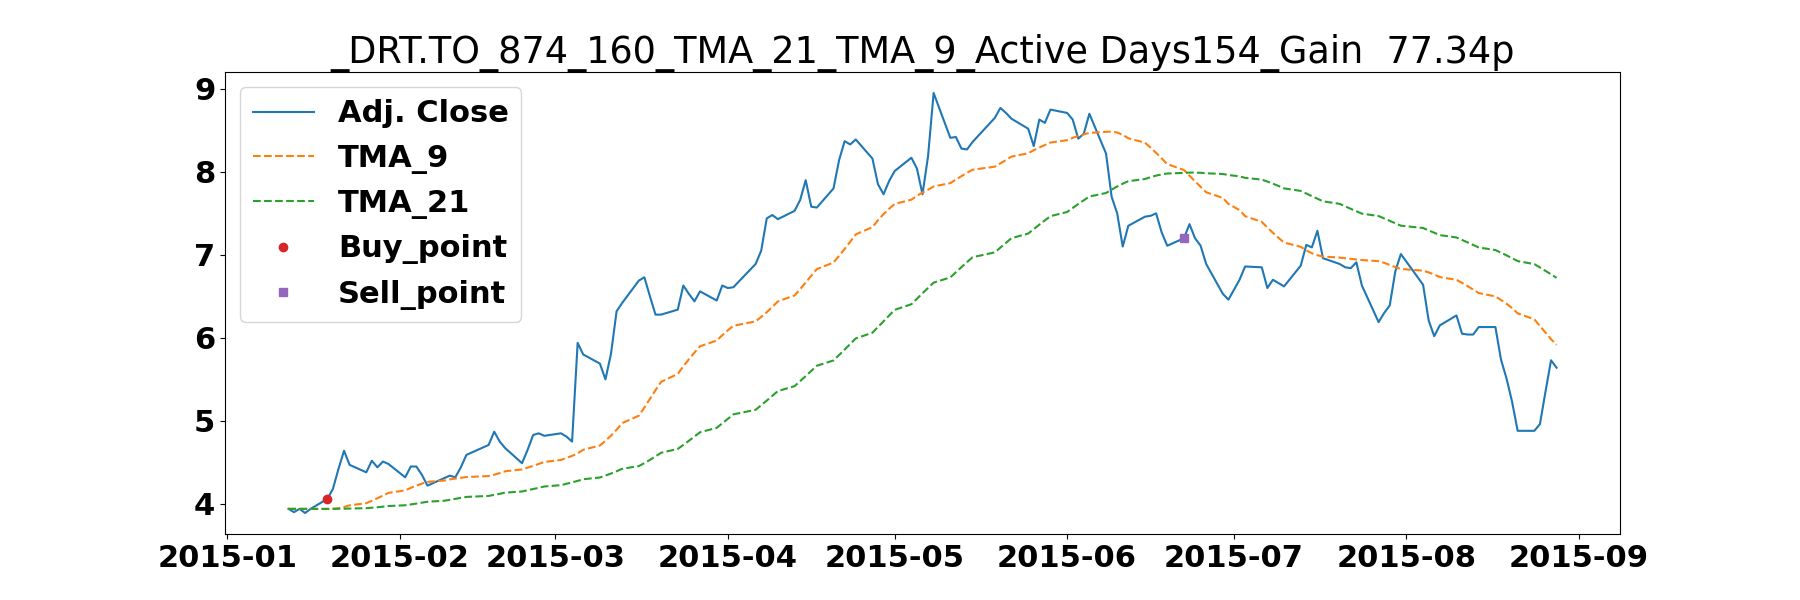 _DRT.TO_874_160_TMA_21_TMA_9_Active Days154_Gain  77.34p
9
8
7
6
5
4
Adj. Close
TMA_9
TMA_21
Buy_point
Sell_point
2015-01 2015-02 2015-03 2015-04 2015-05 2015-06 2015-07 2015-08 2015-09